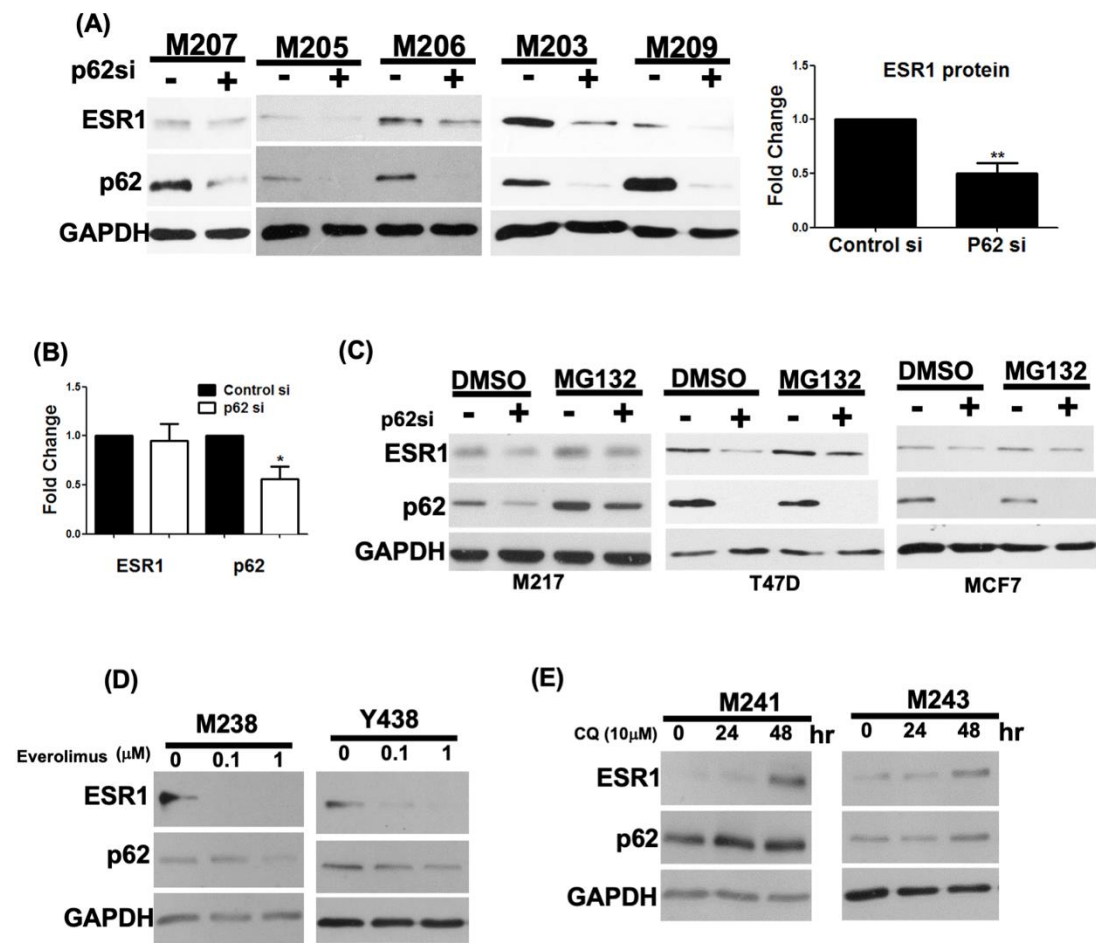 (A)
M207 M205 M206 M203 M209
p62si - + - + - + - + - +
ESR1
p62
GAPDH
ESR1 protein
Fold Change
1.5
1.0
0.5
0.0
**
Control si P62 si
(B)
Control si
p62 si
Fold Change
1.5
1.0
0.5
0.0
*
ESR1 p62
(C)
DMSO MG132 DMSO MG132 DMSO MG132
p62si - + - + - + - + - + - +
ESR1
p62
GAPDH
M217 T47D MCF7
(D)
M238 Y438
Everolimus (μM) 0 0.1 1 0 0.1 1
ESR1
p62
GAPDH
(E)
M241 M243
CQ (10μM) 0 24 48 hr 0 24 48 hr
ESR1
p62
GAPDH